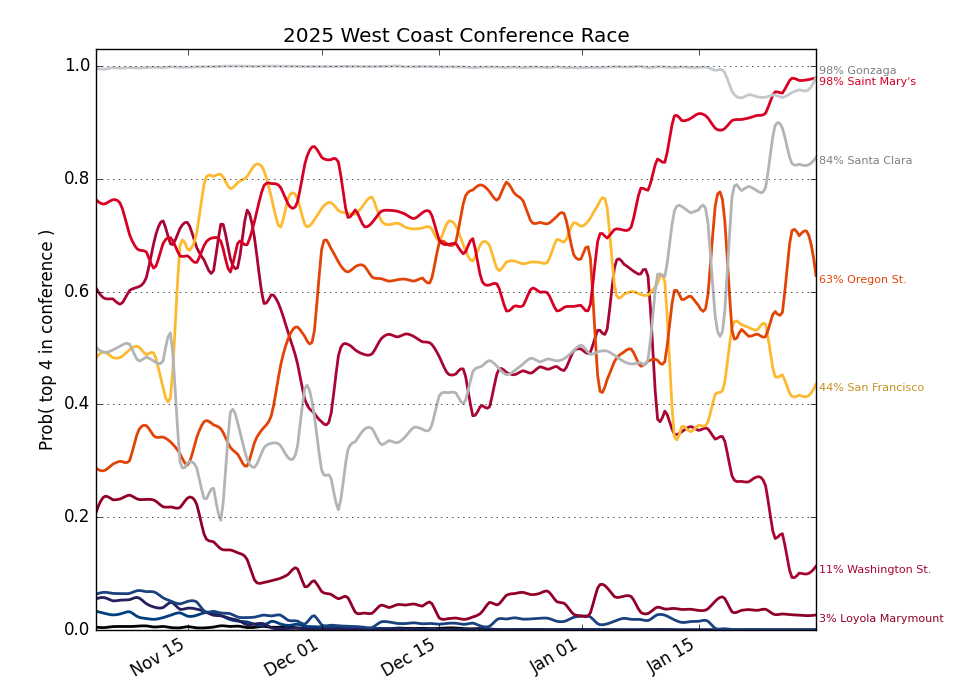 2025 West Coast Conference Race
Prob( top 4 in conference )
1.0
0.8
0.6
0.4
0.2
0.0
Nov 15
Dec 01
Dec 15
Jan 01
Jan 15
98% Gonzaga
98% Saint Mary's
84% Santa Clara
63% Oregon St.
44% San Francisco
11% Washington St.
3% Loyola Marymount